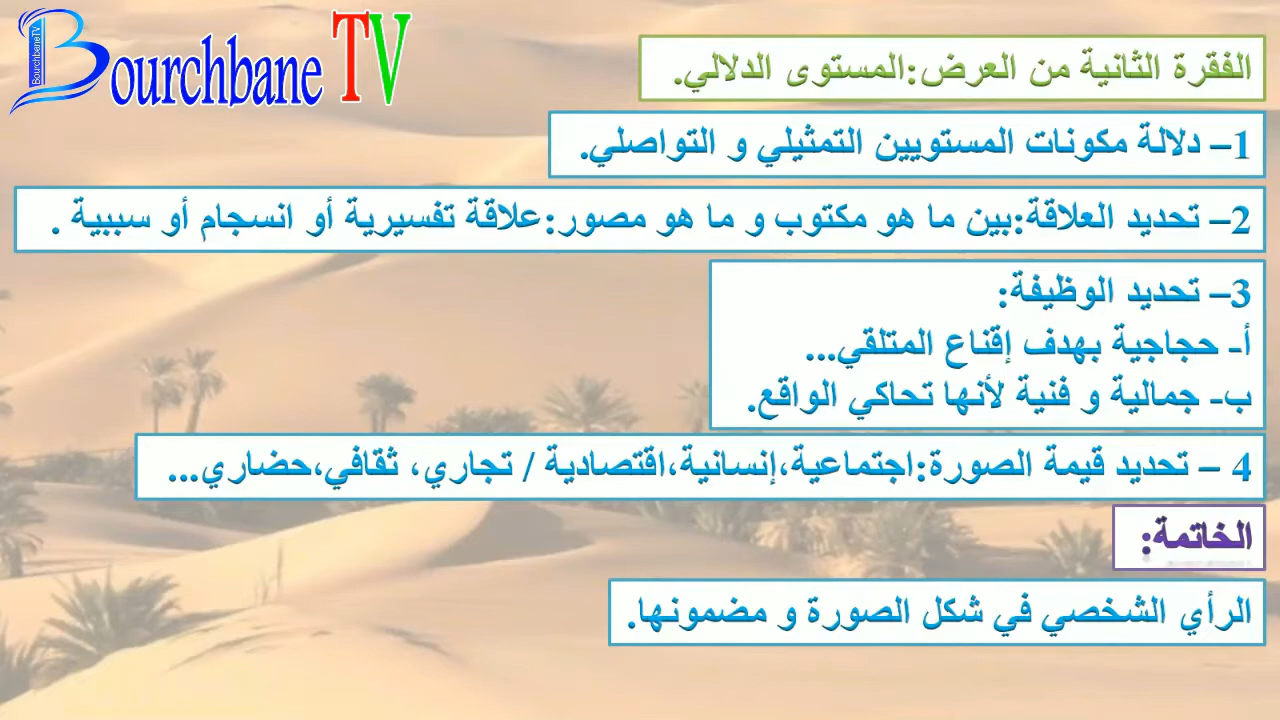 Bourchbane TV
BourchbaneTV
الفقرة الثانية من العرض:المستوى الدلالي.
1– دلالة مكونات المستويين التمثيلي و التواصلي.
2– تحديد العلاقة:بين ما هو مكتوب و ما هو مصور:علاقة تفسيرية أو انسجام أو سببية .
3– تحديد الوظيفة:
أ- حجاجية بهدف إقناع المتلقي...
ب- جمالية و فنية لأنها تحاكي الواقع.
4 – تحديد قيمة الصورة:اجتماعية،إنسانية،اقتصادية / تجاري، ثقافي،حضاري...
الخاتمة:
الرأي الشخصي في شكل الصورة و مضمونها.